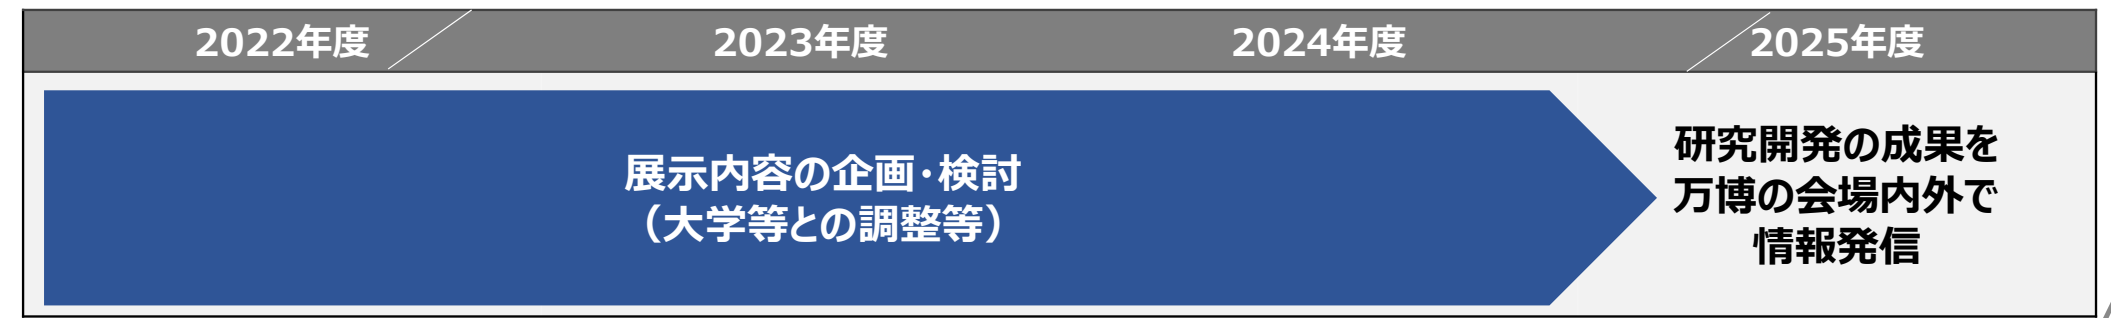 2022年度 2023年度 2024年度 2025年度
展示内容の企画・検討
（大学等との調整等）
研究開発の成果を
万博の会場内外で
情報発信